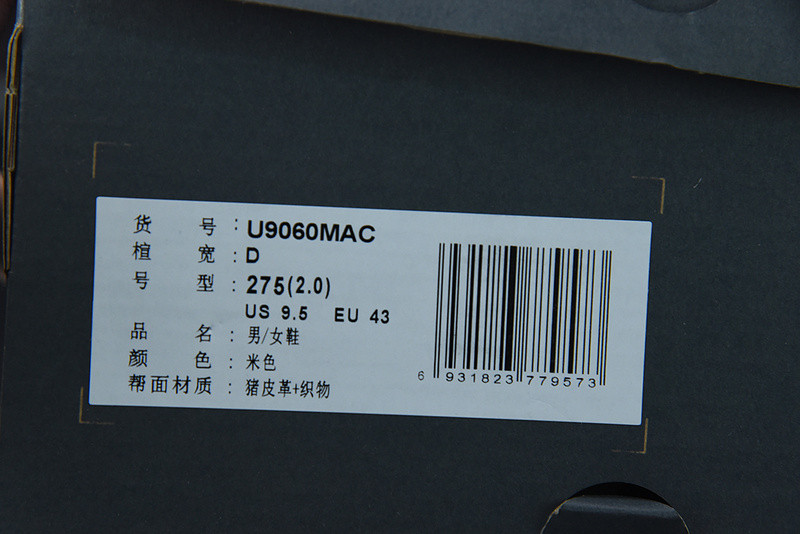 货 号：U9060MAC
楦 宽：D
号 型：275(2.0)
US 9.5 EU 43
品 名：男/女鞋
颜 色：米色
帮面材质：猪皮革+织物
6 931823 779573